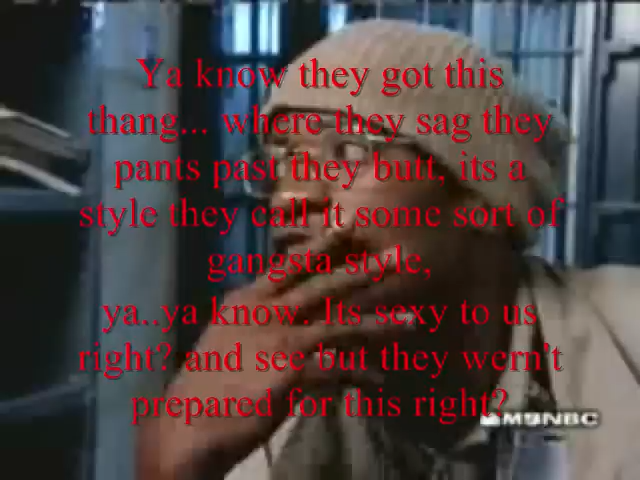 Ya know they got this
thang... where they sag they
pants past they butt, its a
style they call it some sort of
gangsta style,
ya..ya know. Its sexy to us
right? and see but they wern't
prepared for this right?
MSNBC